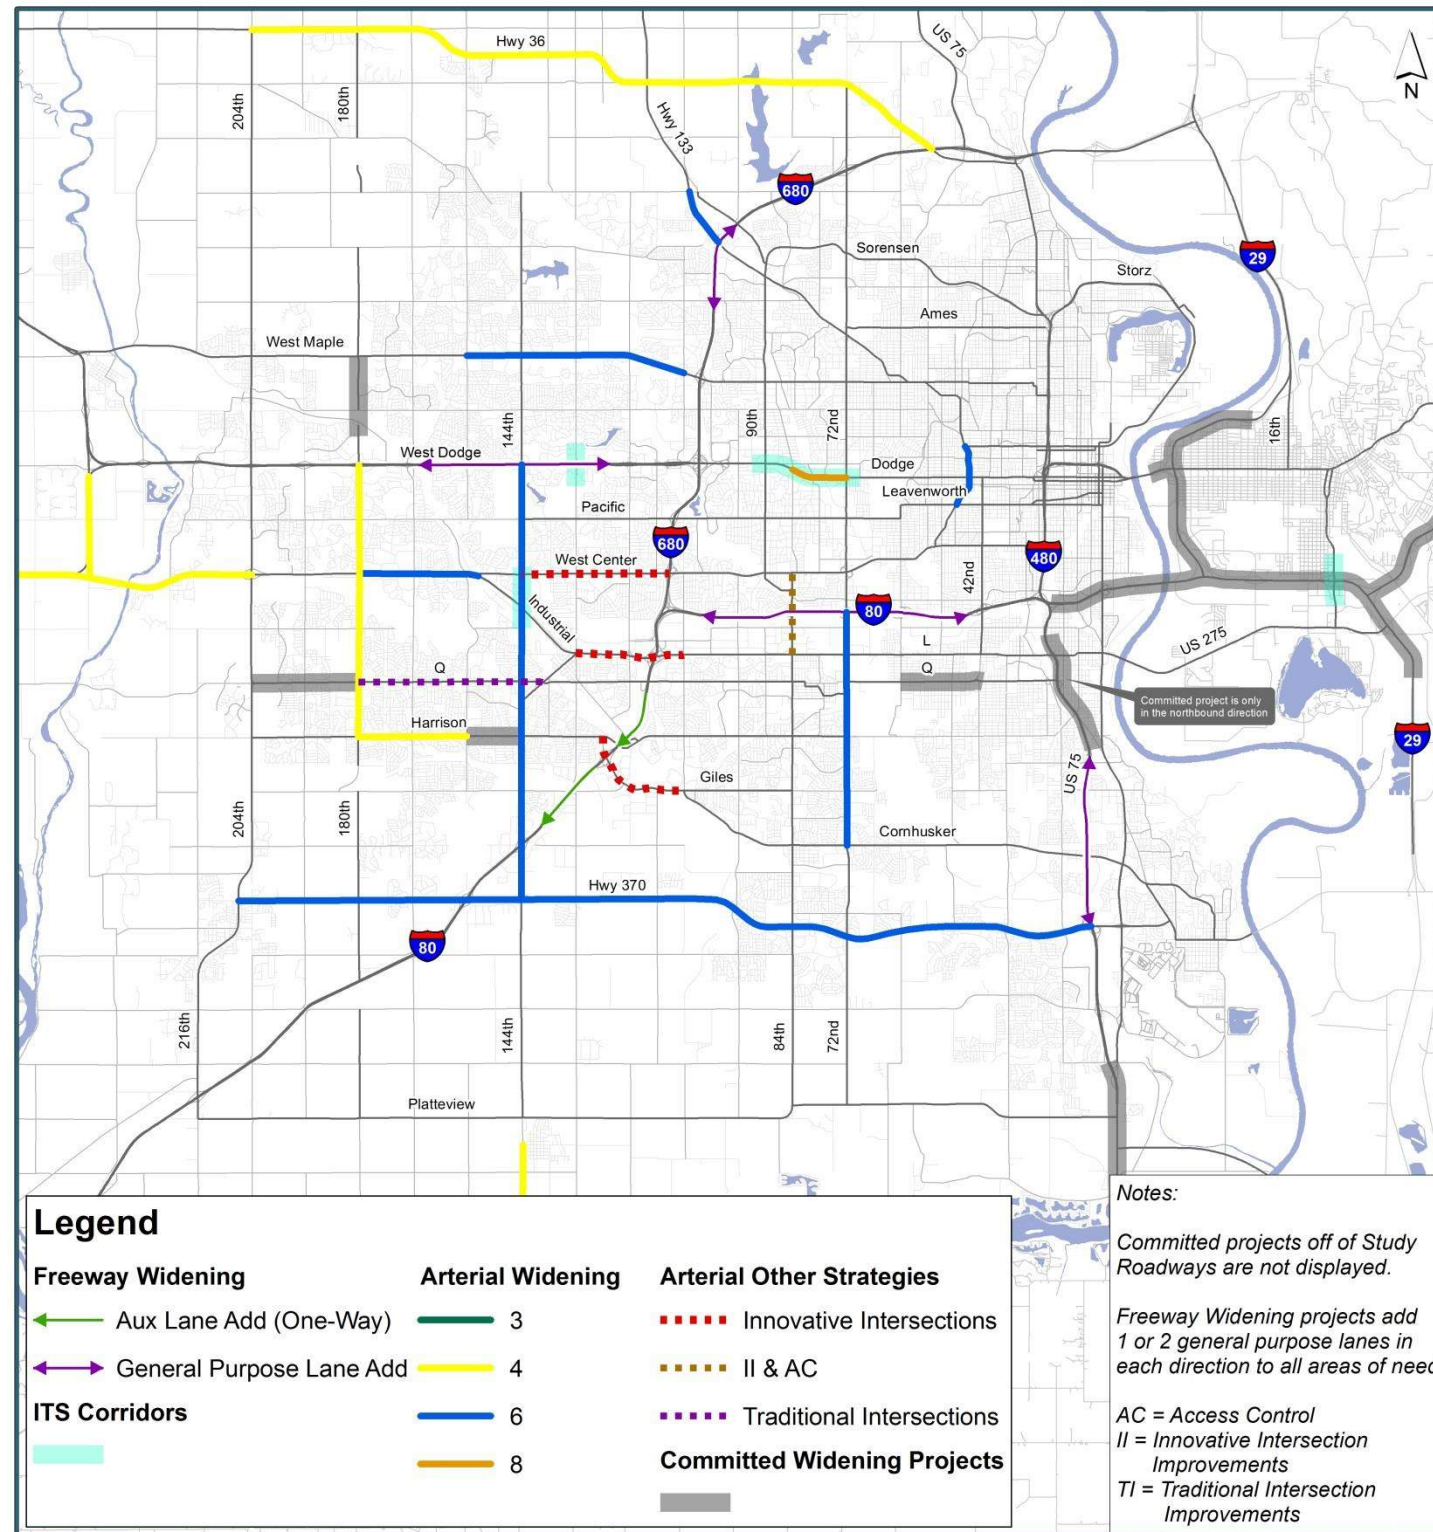 Hwy 36
US 75
N
204th
180th
Hwy 133
680
Sorensen
29
Storz
Ames
West Maple
144th
90th
72nd
16th
West Dodge
Dodge
Leavenworth
Pacific
680
West Center
480
42nd
80
Industrial
L
US 275
Q
Q
Committed project is only
in the northbound direction
Harrison
29
US 75
Giles
204th
180th
Cornhusker
Hwy 370
80
216th
144th
84th
72nd
Platteview
Legend
Freeway Widening
Aux Lane Add (One-Way)
General Purpose Lane Add
ITS Corridors
Arterial Widening
3
4
6
8
Arterial Other Strategies
Innovative Intersections
II & AC
Traditional Intersections
Committed Widening Projects
Notes:
Committed projects off of Study
Roadways are not displayed.
Freeway Widening projects add
1 or 2 general purpose lanes in
each direction to all areas of need
AC = Access Control
II = Innovative Intersection
Improvements
TI = Traditional Intersection
Improvements